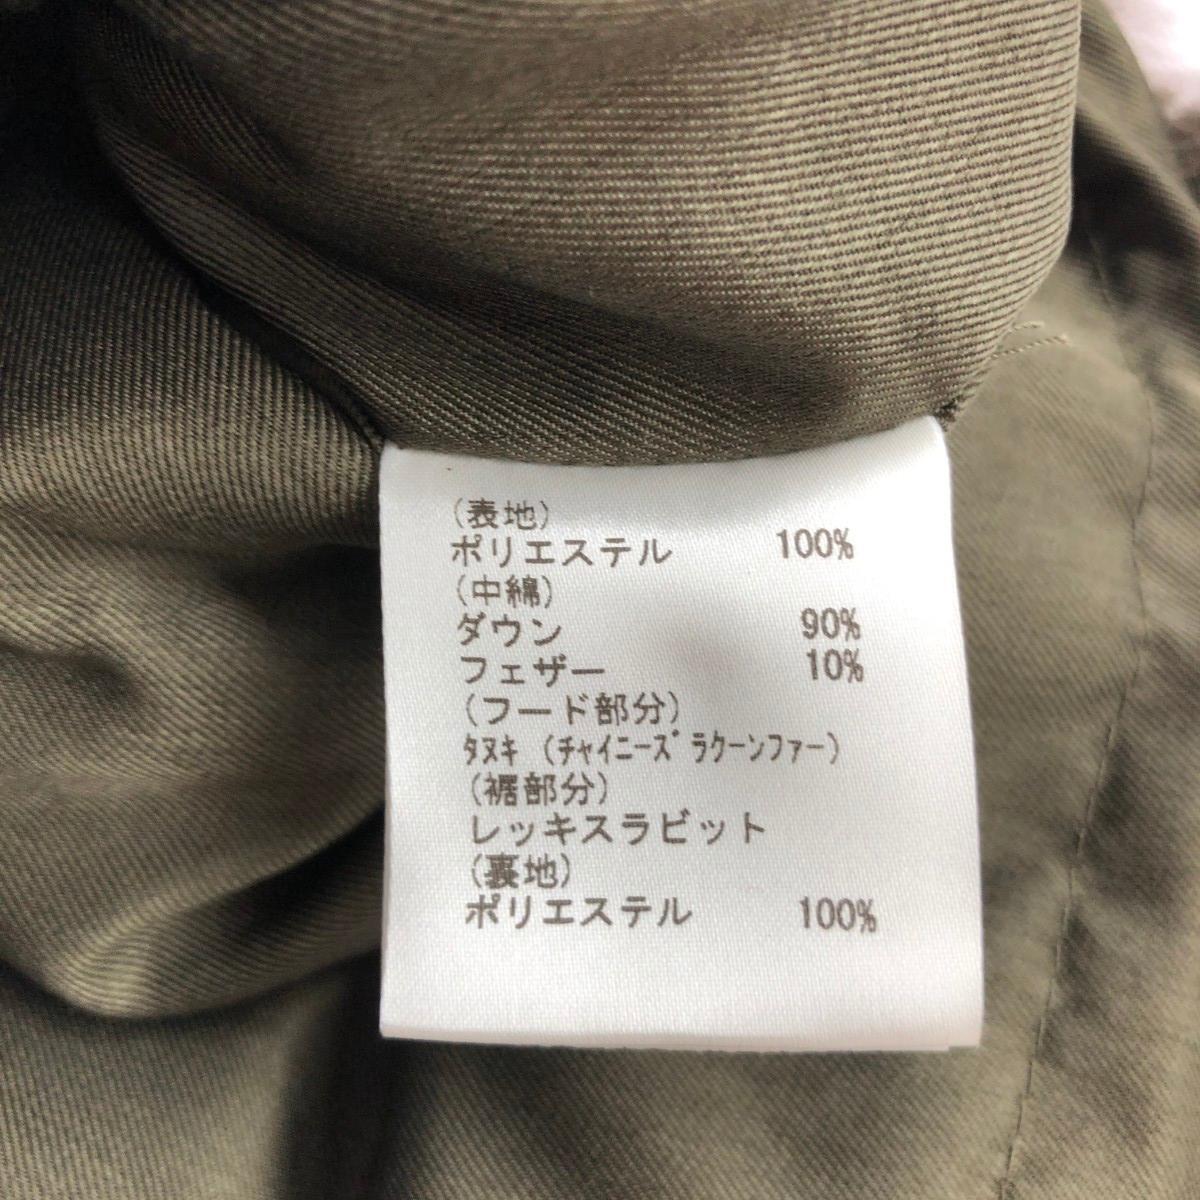 (表地)
ポリエステル 100%
(中綿)
ダウン 90%
フェザー 10%
(フード部分)
ﾀﾇｷ (ﾁｬｲﾆｰｽﾞﾗｸｰﾝﾌｧｰ)
(裾部分)
レッキスラビット
(裏地)
ポリエステル 100%